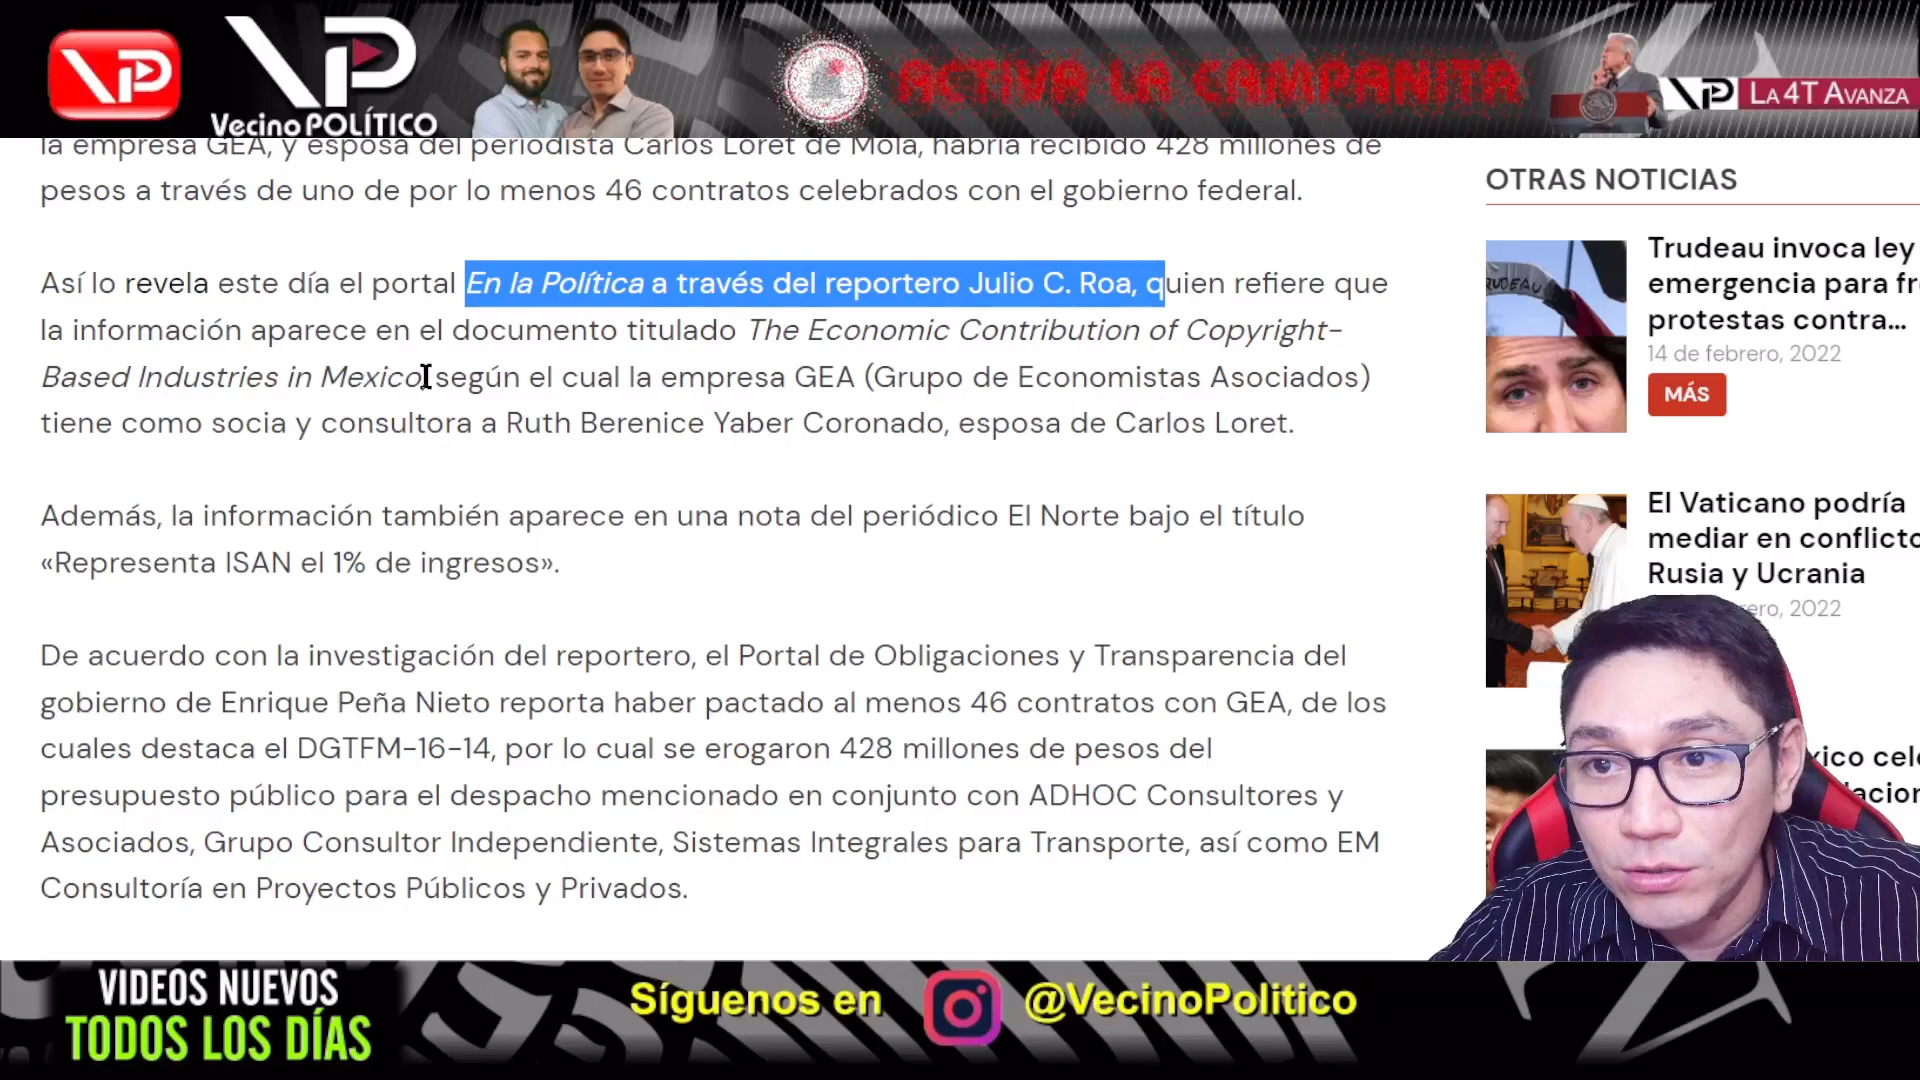 VP
VP
Vecino POLÍTICO
ACTIVA LA CAMPANITA
VP LA 4T AVANZA
la empresa GEA, y esposa del periodista Carlos Loret de Mola, habría recibido 428 millones de
pesos a través de uno de por lo menos 46 contratos celebrados con el gobierno federal.
Así lo revela este día el portal En la Política a través del reportero Julio C. Roa, quien refiere que
la información aparece en el documento titulado The Economic Contribution of Copyright-
Based Industries in Mexico, según el cual la empresa GEA (Grupo de Economistas Asociados)
tiene como socia y consultora a Ruth Berenice Yaber Coronado, esposa de Carlos Loret.
Además, la información también aparece en una nota del periódico El Norte bajo el título
«Representa ISAN el 1% de ingresos».
De acuerdo con la investigación del reportero, el Portal de Obligaciones y Transparencia del
gobierno de Enrique Peña Nieto reporta haber pactado al menos 46 contratos con GEA, de los
cuales destaca el DGTFM-16-14, por lo cual se erogaron 428 millones de pesos del
presupuesto público para el despacho mencionado en conjunto con ADHOC Consultores y
Asociados, Grupo Consultor Independiente, Sistemas Integrales para Transporte, así como EM
Consultoría en Proyectos Públicos y Privados.
OTRAS NOTICIAS
Trudeau invoca ley
emergencia para fr
protestas contra...
14 de febrero, 2022
MÁS
El Vaticano podría
mediar en conflicto
Rusia y Ucrania
rero, 2022
xico cel
lacion
VIDEOS NUEVOS
TODOS LOS DÍAS
Síguenos en @VecinoPolitico